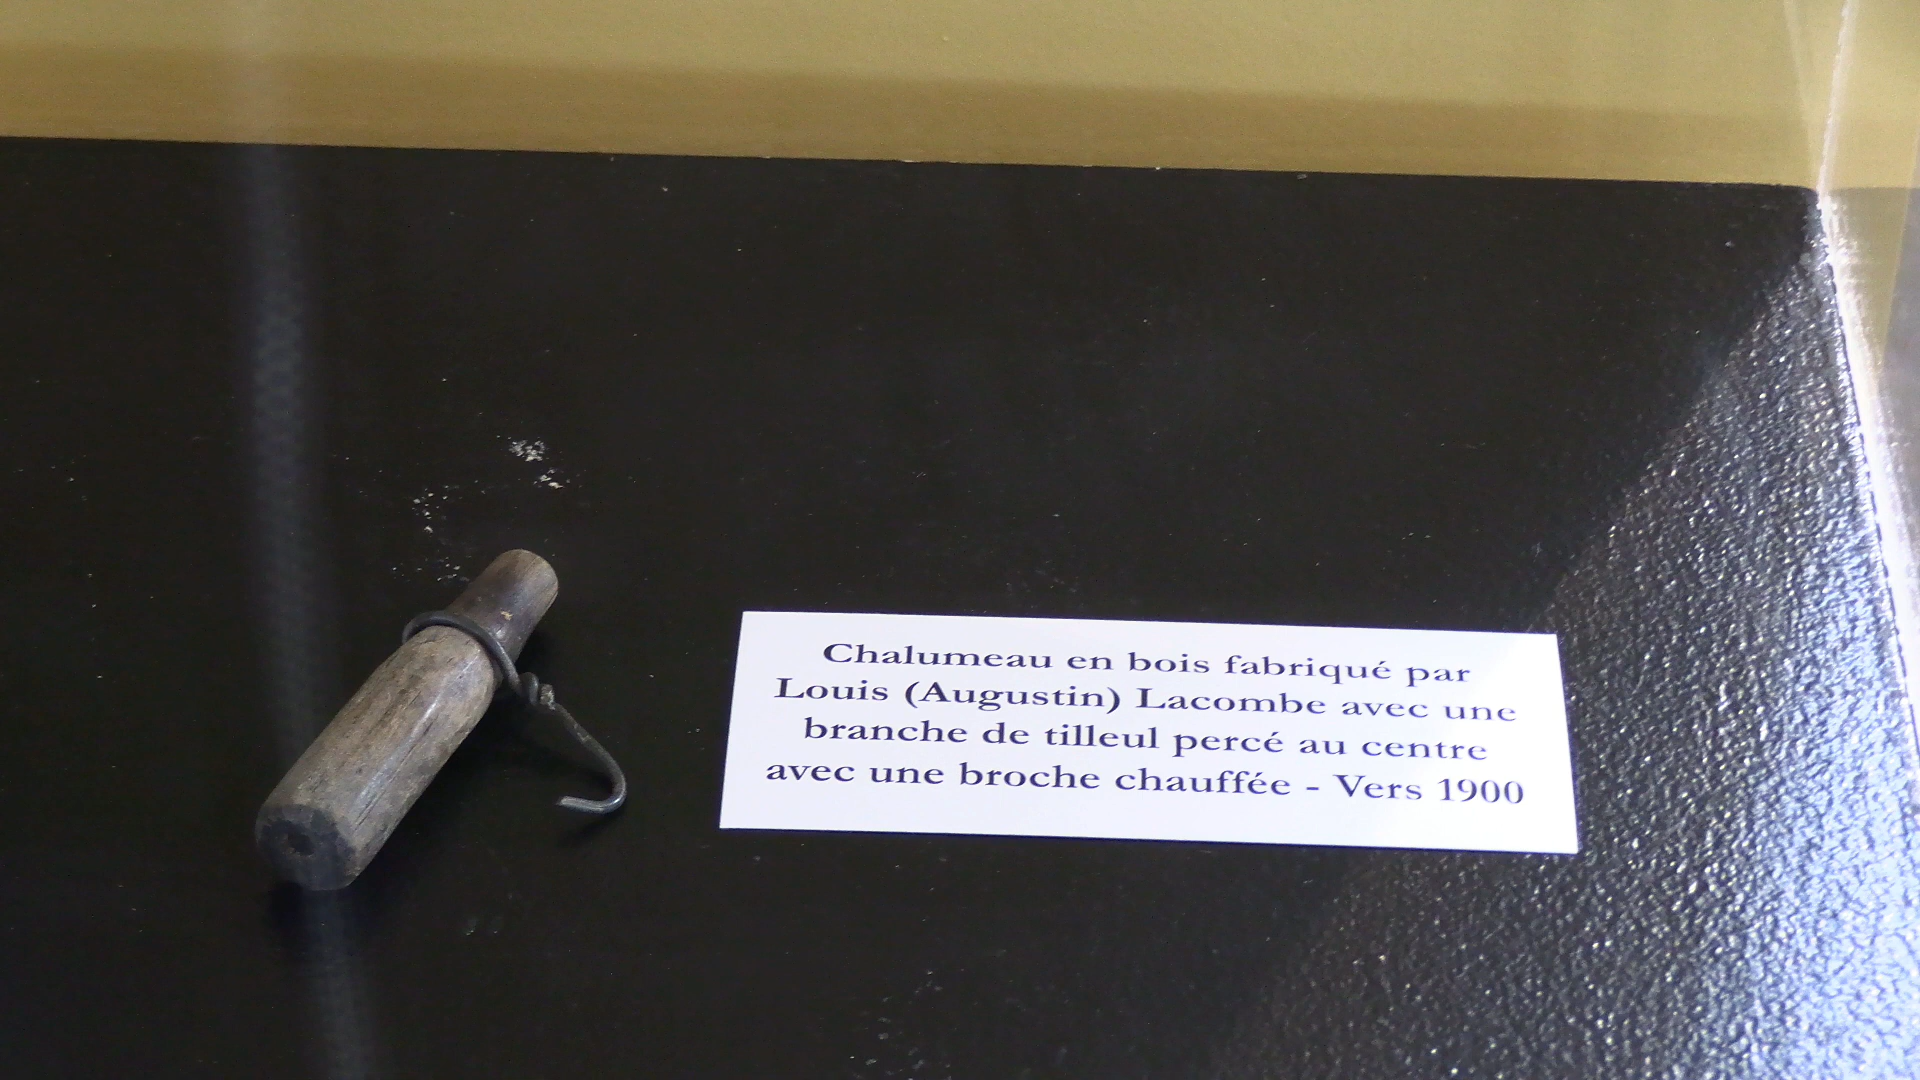 Chalumeau en bois fabriqué par
Louis (Augustin) Lacombe avec une
branche de tilleul percé au centre
avec une broche chauffée - Vers 1900